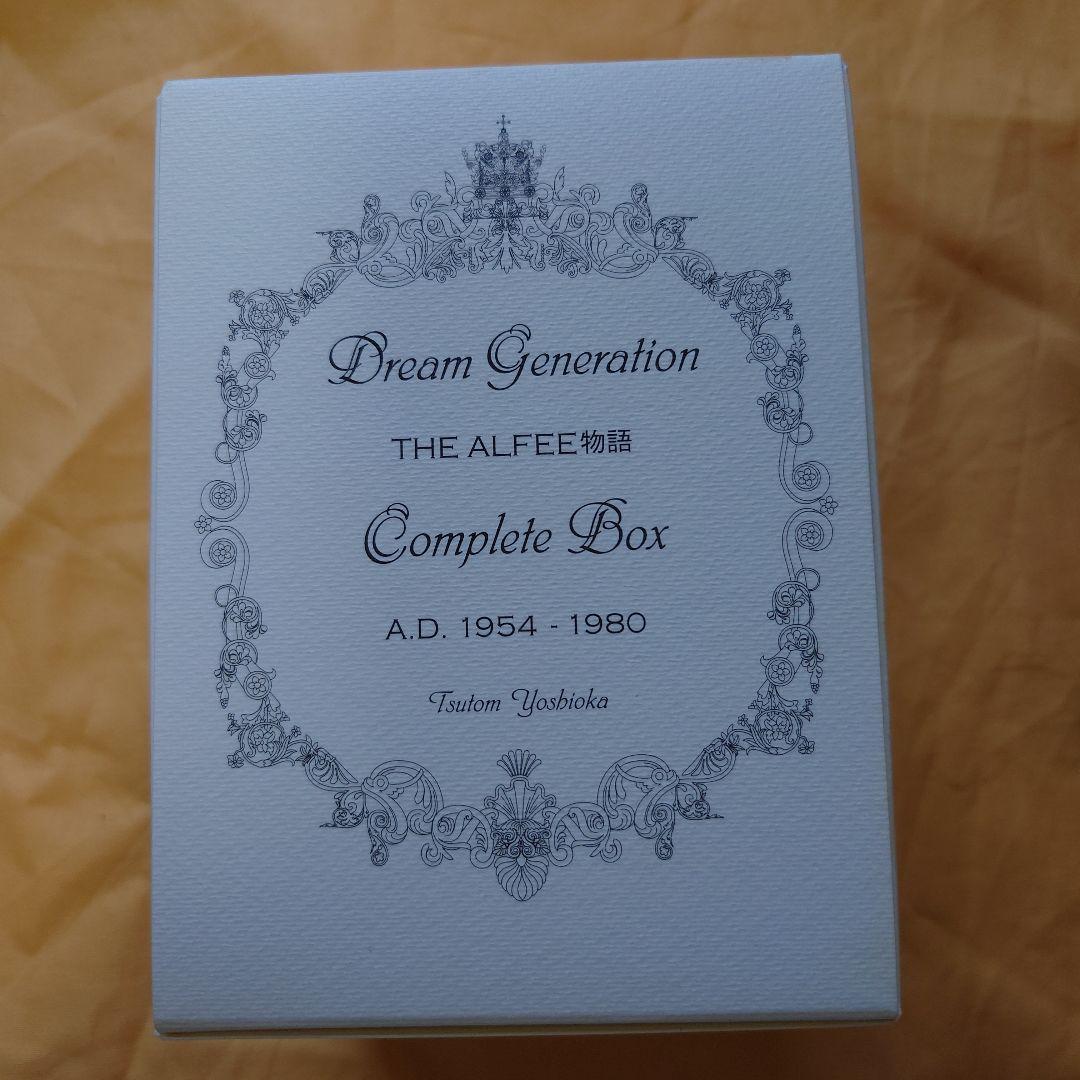 Dream Generation
THE ALFEE物語
Complete Box
A.D. 1954 - 1980
Tsutom Yoshioka